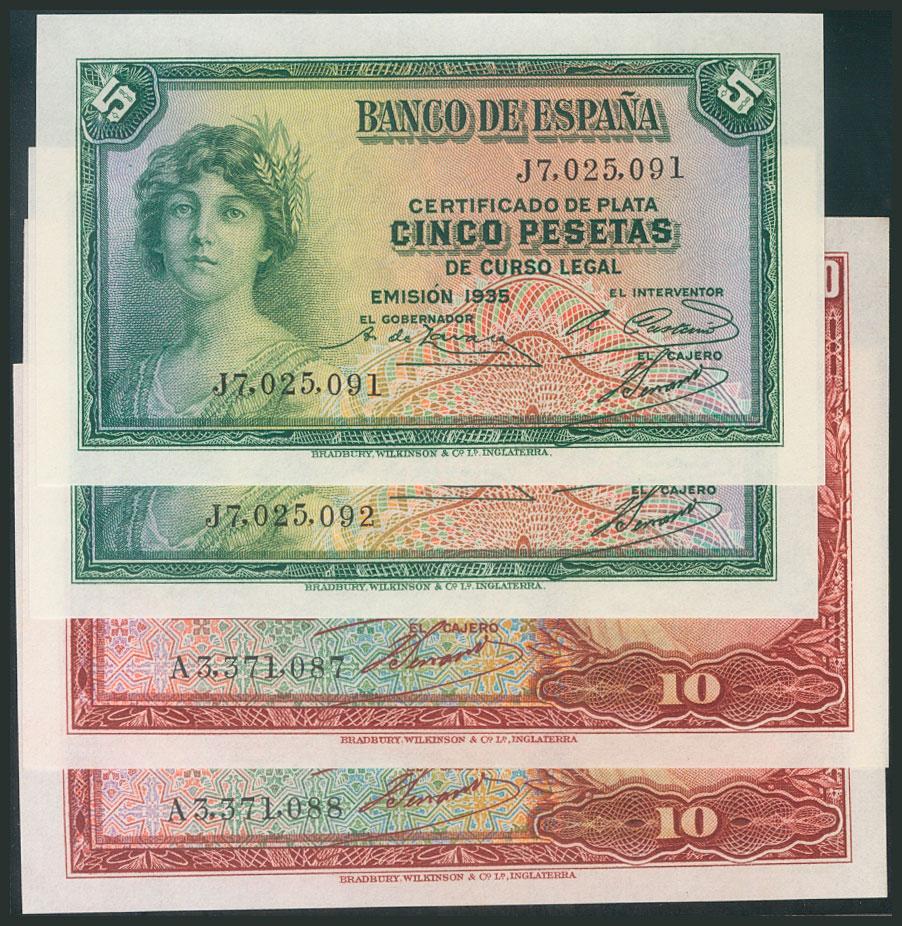 5 5
BANCO DE ESPAÑA
J7,025,091
CERTIFICADO DE PLATA
CINCO PESETAS
DE CURSO LEGAL
EMISIÓN 1935
EL INTERVENTOR
EL GOBERNADOR
EL CAJERO
J7,025,091
BRADBURY, WILKINSON & Cº Lº. INGLATERRA.
EL CAJERO
J7,025,092
BRADBURY, WILKINSON & Cº Lº. INGLATERRA.
EL CAJERO
A3,371,087
10
BRADBURY, WILKINSON & Cº Lº, INGLATERRA
A3,371,088
10
BRADBURY, WILKINSON & Cº Lº, INGLATERRA